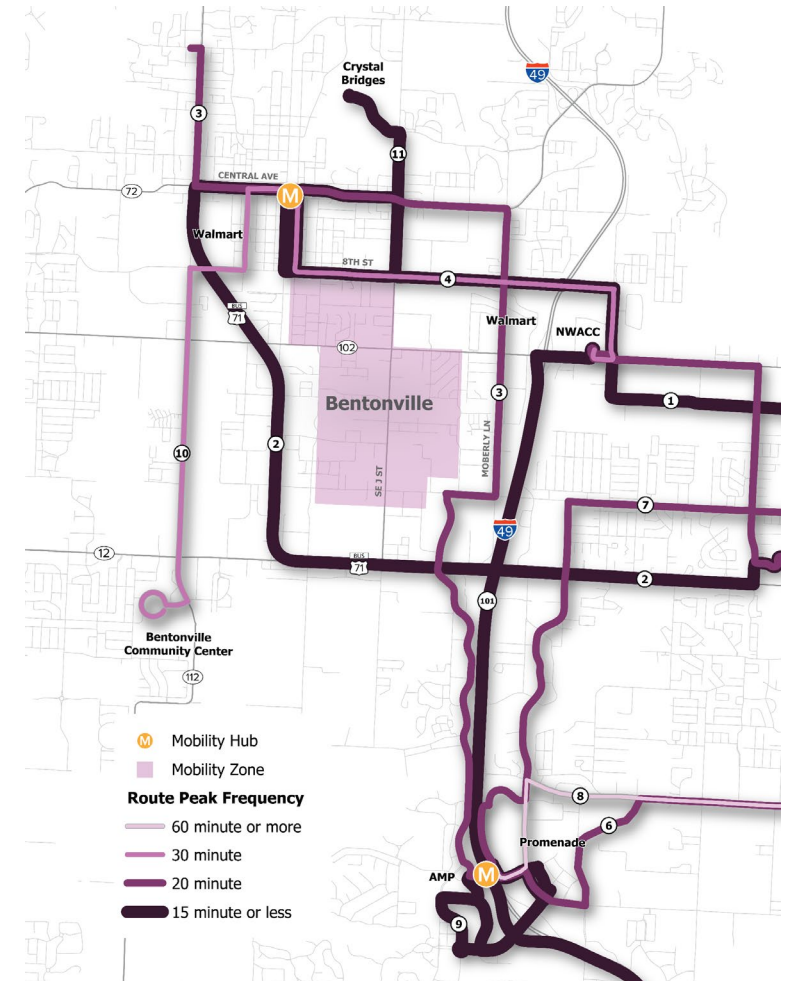 Crystal
Bridges
49
3
11
CENTRAL AVE
72
M
Walmart
8TH ST
4
BUS
71
Walmart
NWACC
102
3
1
Bentonville
MOBERLY LN
2
10
SE J ST
7
49
12
BUS
71
2
101
Bentonville
Community Center
112
M Mobility Hub
Mobility Zone
Route Peak Frequency
60 minute or more
30 minute
20 minute
15 minute or less
8
6
Promenade
AMP
M
9